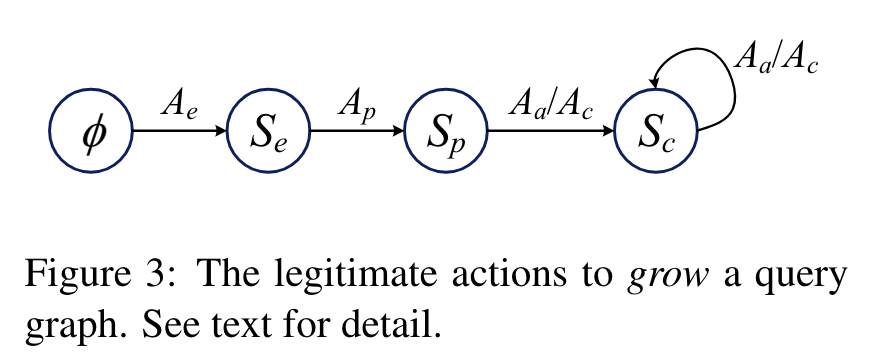 A_e A_p A_a/A_c A_a/A_c
ϕ S_e S_p S_c
Figure 3: The legitimate actions to grow a query
graph. See text for detail.